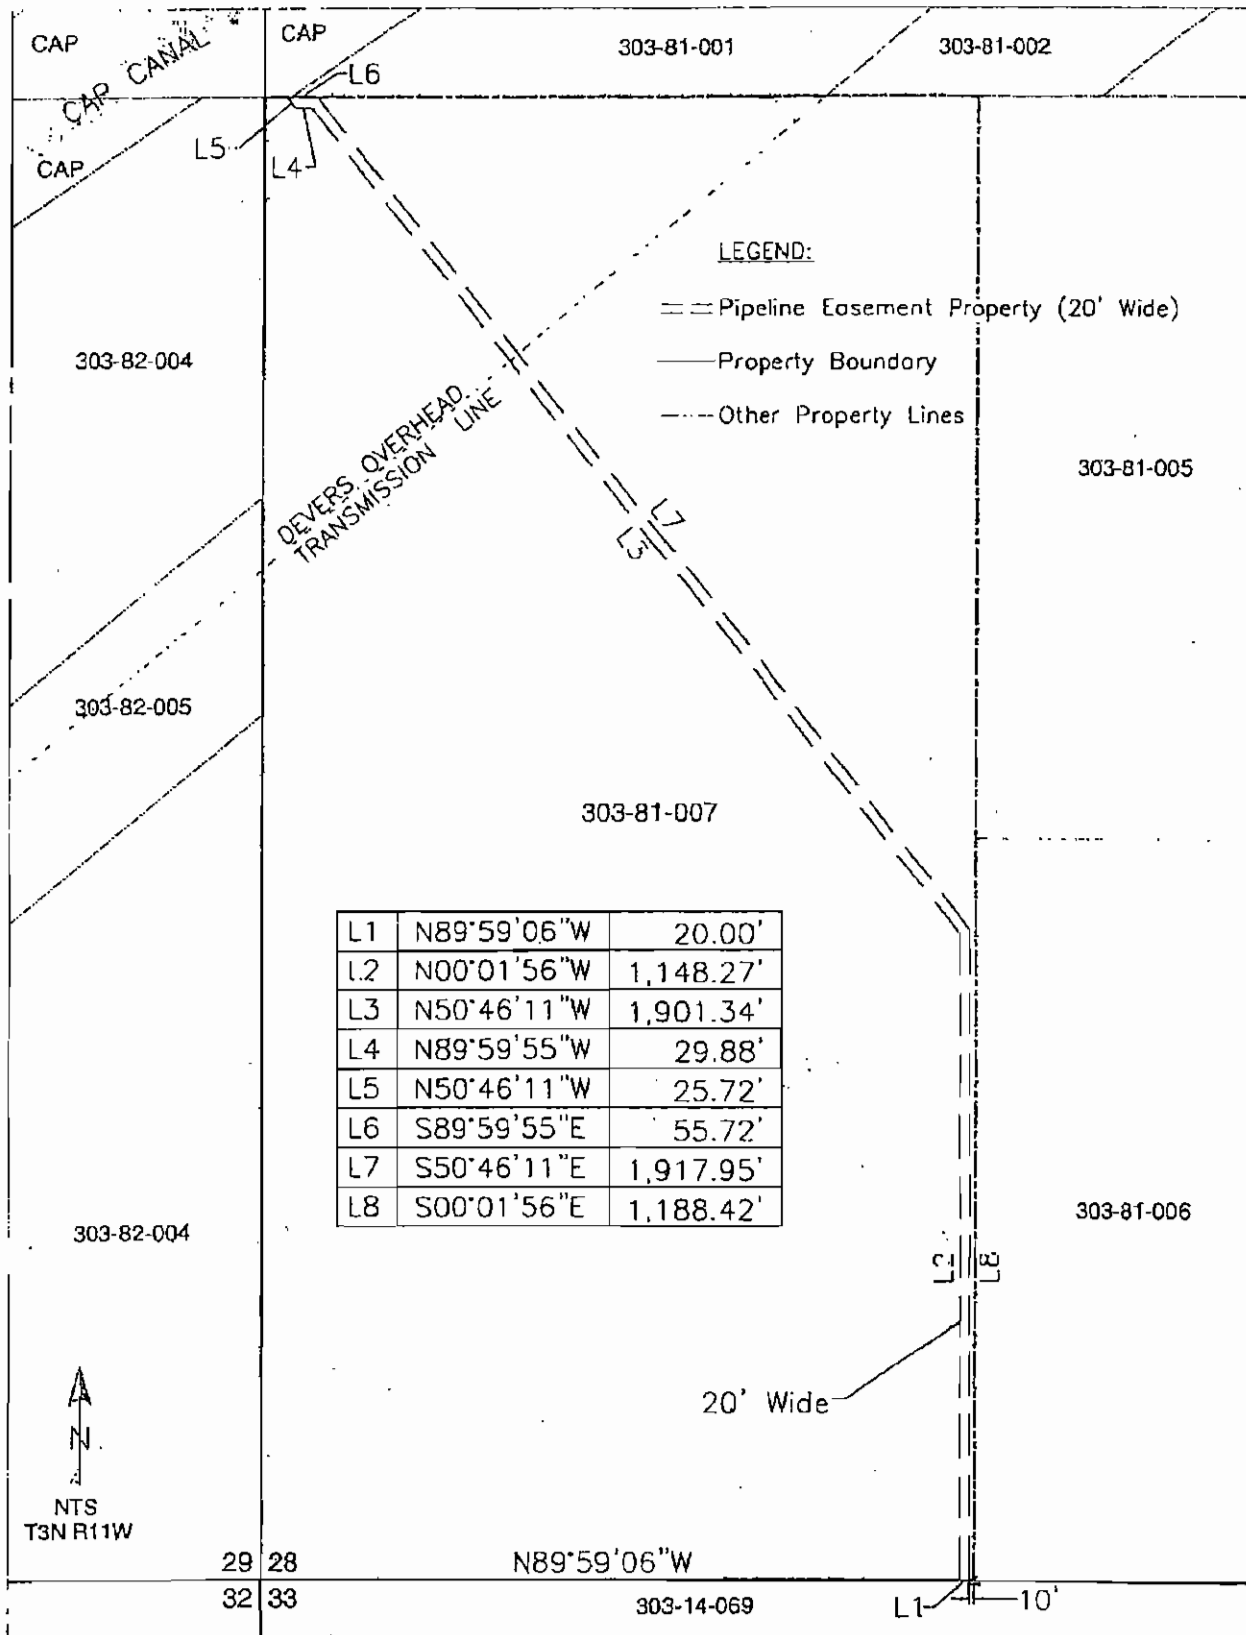 CAP
CAP CANAL
CAP
303-81-001
303-81-002
L6
L5
L4
CAP
LEGEND:
Pipeline Easement Property (20' Wide)
Property Boundary
Other Property Lines
303-82-004
DEVERS OVERHEAD
TRANSMISSION LINE
303-81-005
L7
L3
303-82-005
303-81-007
L1 N89°59'06"W 20.00'
L2 N00°01'56"W 1,148.27'
L3 N50°46'11"W 1,901.34'
L4 N89°59'55"W 29.88'
L5 N50°46'11"W 25.72'
L6 S89°59'55"E 55.72'
L7 S50°46'11"E 1,917.95'
L8 S00°01'56"E 1,188.42'
303-82-004
303-81-006
L2
L8
20' Wide
N
NTS
T3N R11W
29 28
N89°59'06"W
32 33
303-14-069
L1
10'